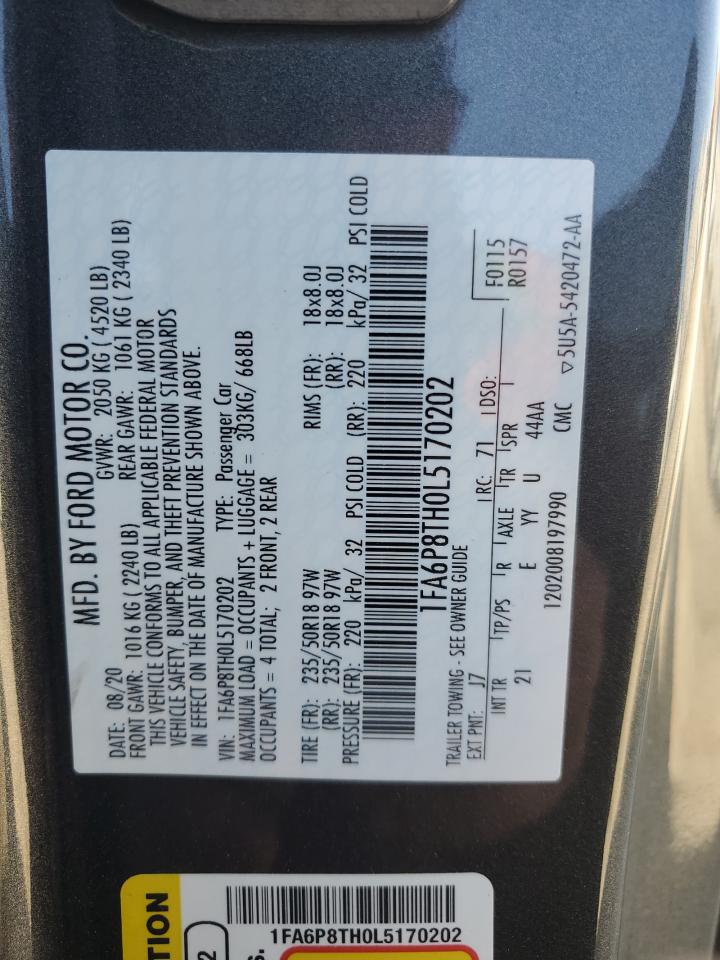 MFD. BY FORD MOTOR CO.
DATE: 08/20 GVWR: 2050 KG ( 4520 LB)
FRONT GAWR: 1016 KG (2240 LB) REAR GAWR: 1061 KG ( 2340 LB)
THIS VEHICLE CONFORMS TO ALL APPLICABLE FEDERAL MOTOR
VEHICLE SAFETY, BUMPER, AND THEFT PREVENTION STANDARDS
IN EFFECT ON THE DATE OF MANUFACTURE SHOWN ABOVE.
VIN: 1FA6P8TH0L5170202 TYPE: Passenger Car
MAXIMUM LOAD = OCCUPANTS + LUGGAGE = 303KG/ 668LB
OCCUPANTS = 4 TOTAL; 2 FRONT, 2 REAR
TIRE (FR): 235/50R18 97W RIMS (FR): 18x8.0J
(RR): 235/50R18 97W (RR): 18x8.0J
PRESSURE (FR): 220 kPa/ 32 PSI COLD (RR): 220 kPa/ 32 PSI COLD
1FA6P8TH0L5170202
TRAILER TOWING - SEE OWNER GUIDE
EXT PNT: J7 RC: 71 DSO: F0115
R0157
INT TR TP/PS R AXLE TR SPR
21 E YY U 44AA
1202008197990 CMC ▽5U5A-5420472-AA
TION
2
S.
1FA6P8TH0L5170202